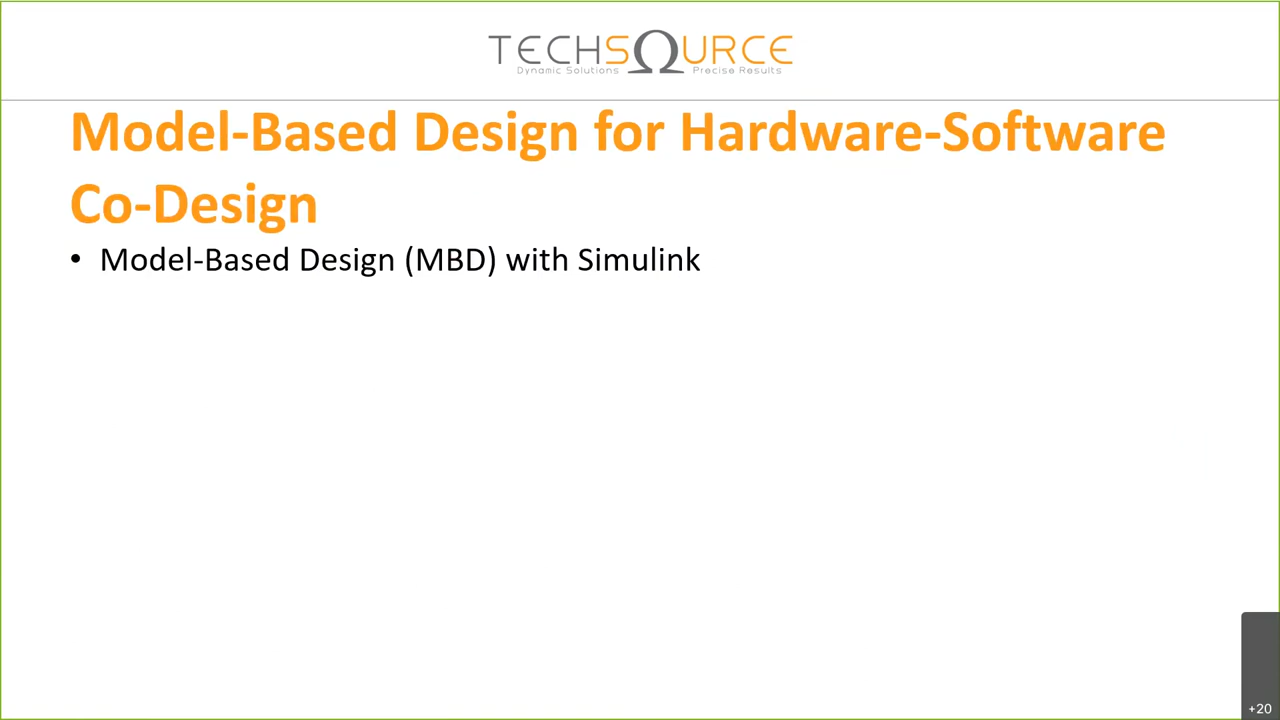 TECHSOURCE
Dynamic Solutions Precise Results
Model-Based Design for Hardware-Software
Co-Design
• Model-Based Design (MBD) with Simulink
+20